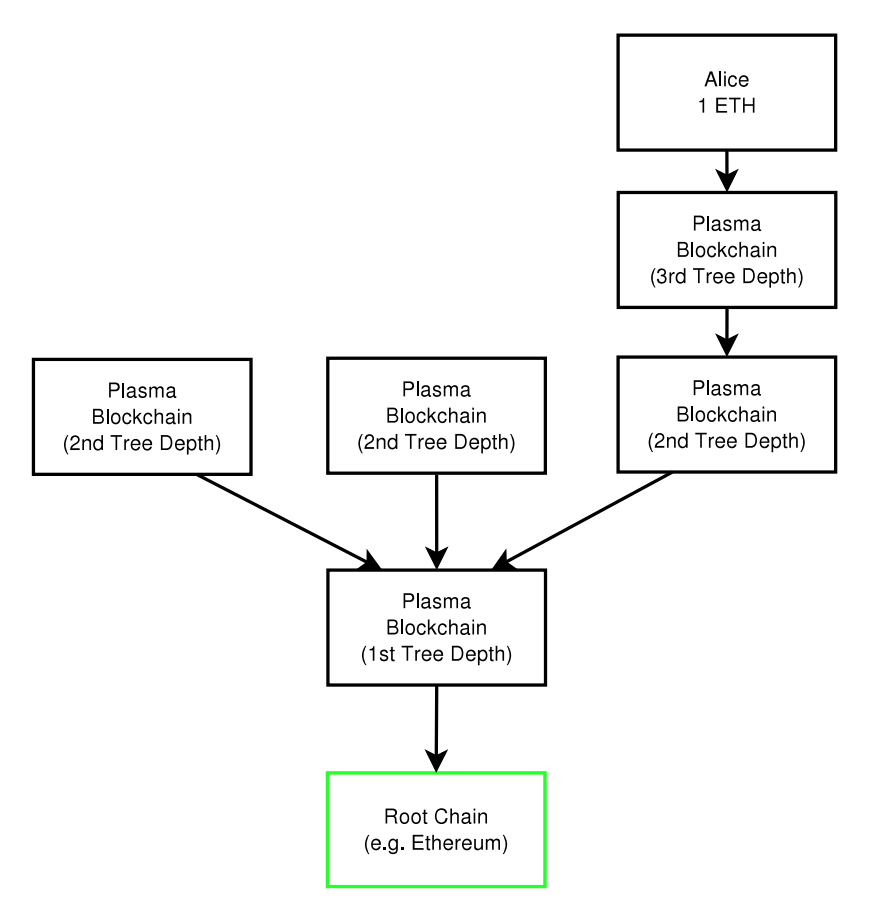 Alice
1 ETH
Plasma
Blockchain
(3rd Tree Depth)
Plasma
Blockchain
(2nd Tree Depth)
Plasma
Blockchain
(2nd Tree Depth)
Plasma
Blockchain
(2nd Tree Depth)
Plasma
Blockchain
(1st Tree Depth)
Root Chain
(e.g. Ethereum)